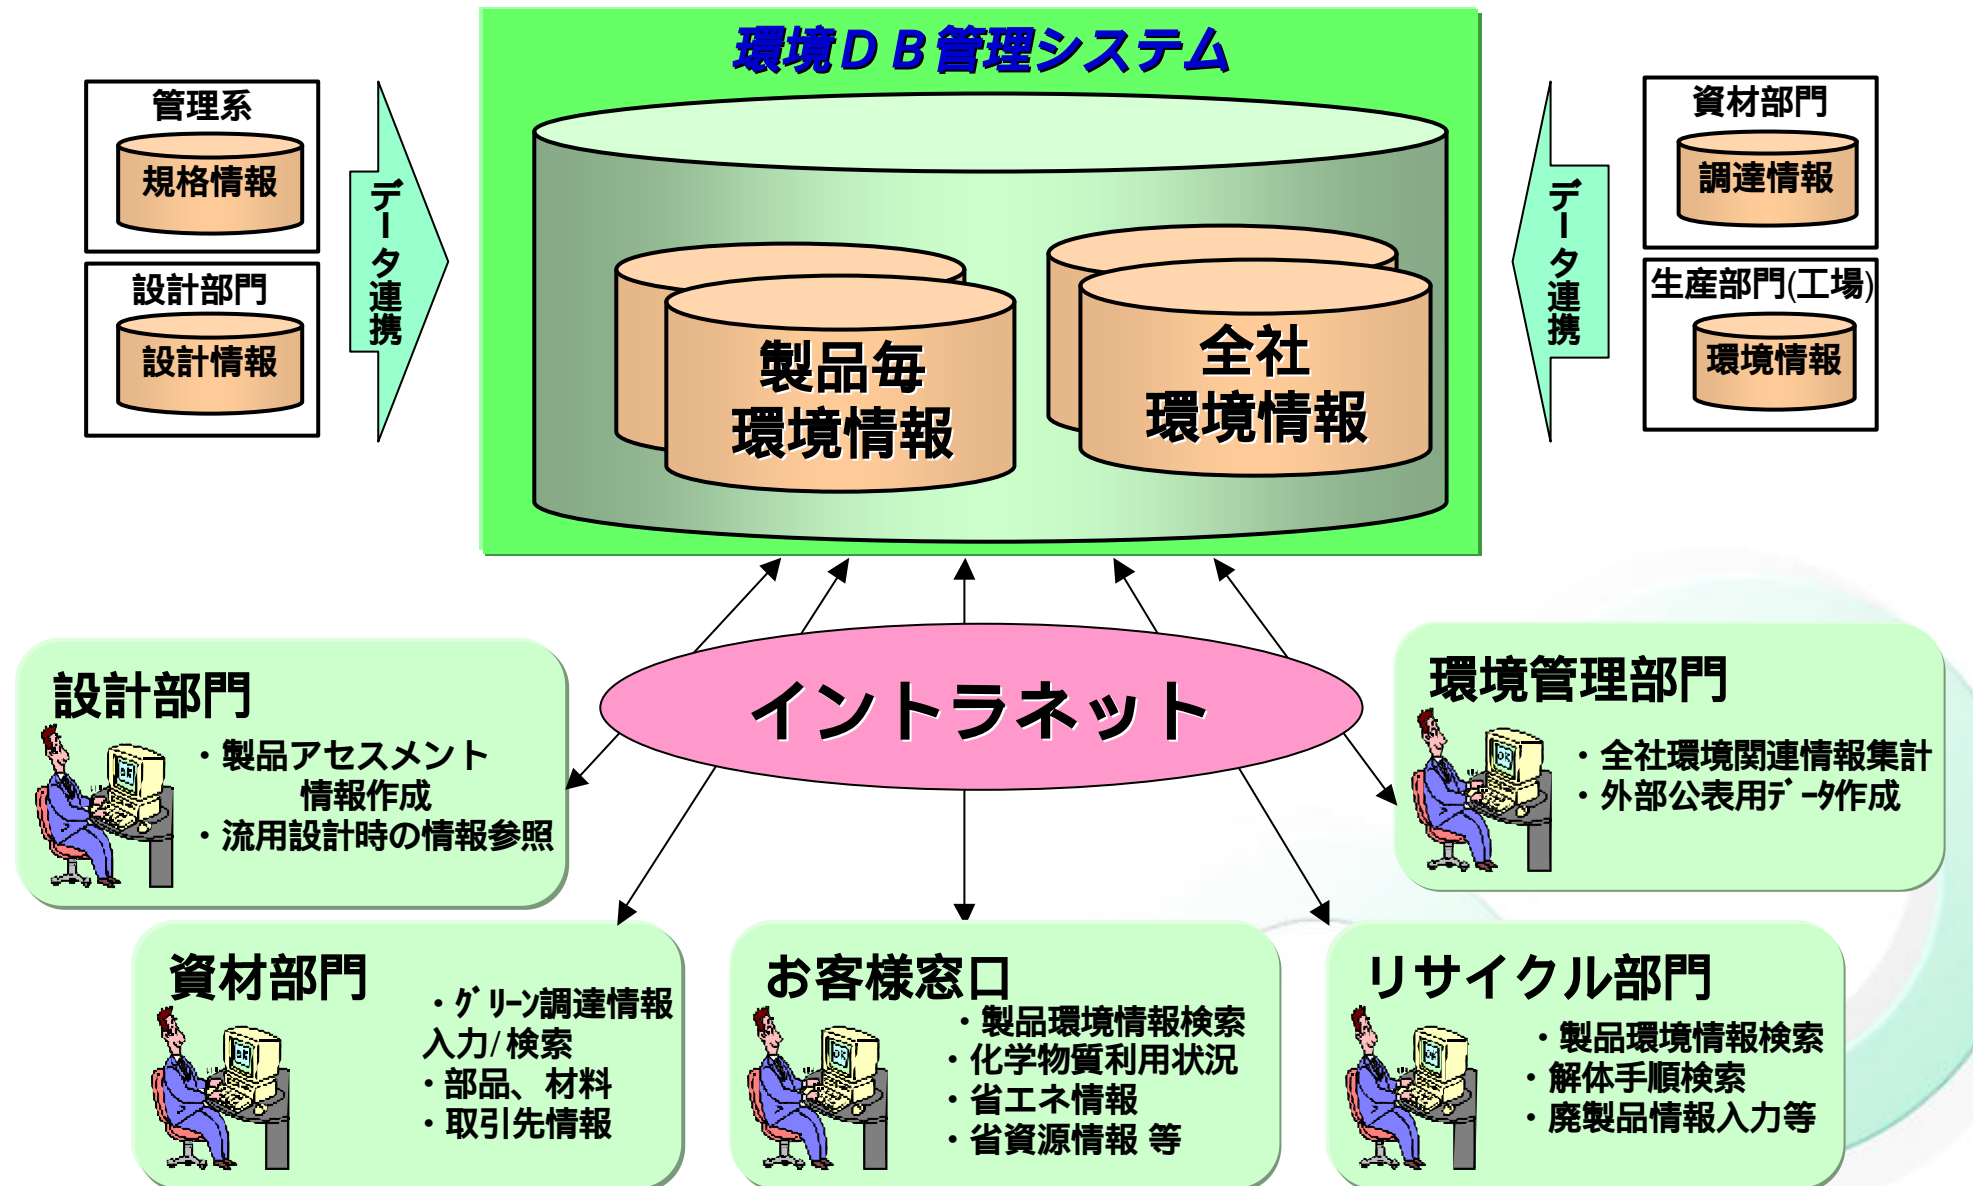 環境ＤＢ管理システム
管理系
規格情報
設計部門
設計情報
データ連携
製品毎
環境情報
全社
環境情報
データ連携
資材部門
調達情報
生産部門(工場)
環境情報
イントラネット
設計部門
・製品アセスメント
情報作成
・流用設計時の情報参照
環境管理部門
・全社環境関連情報集計
・外部公表用ﾃﾞｰﾀ作成
資材部門
・ｸﾞﾘｰﾝ調達情報
入力/検索
・部品、材料
・取引先情報
お客様窓口
・製品環境情報検索
・化学物質利用状況
・省エネ情報
・省資源情報 等
リサイクル部門
・製品環境情報検索
・解体手順検索
・廃製品情報入力等